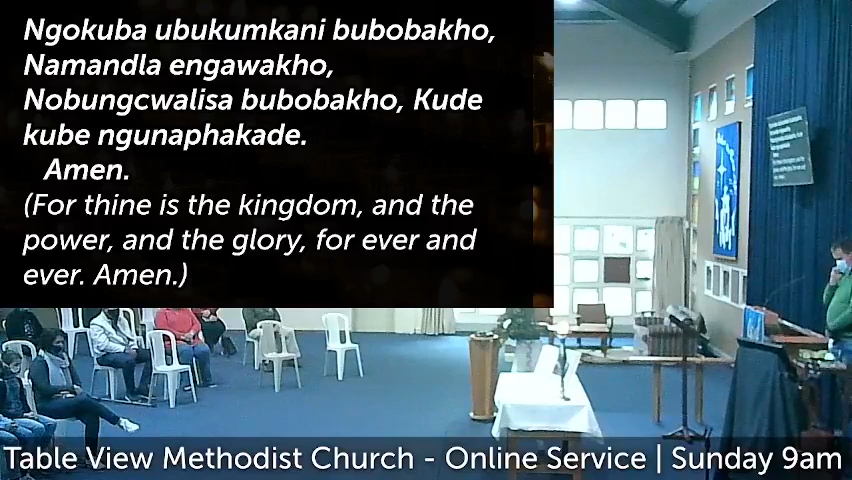 Ngokuba ubukumkani bubobakho,
Namandla engawakho,
Nobungcwalisa bubobakho, Kude
kube ngunaphakade.
Amen.
(For thine is the kingdom, and the
power, and the glory, for ever and
ever. Amen.)
Table View Methodist Church - Online Service | Sunday 9am